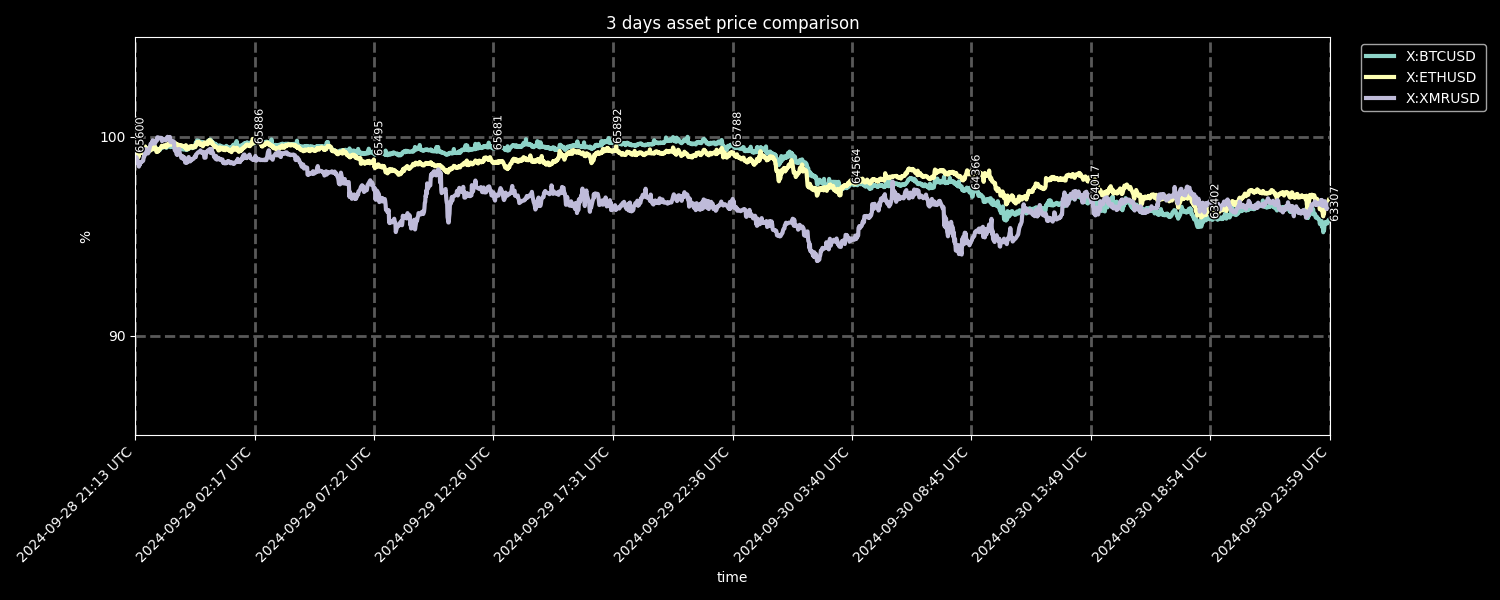 3 days asset price comparison
X:BTCUSD
X:ETHUSD
X:XMRUSD
100
90
%
65600
65886
65495
65681
65892
65788
64564
64366
64017
63402
63307
2024-09-28 21:13 UTC
2024-09-29 02:17 UTC
2024-09-29 07:22 UTC
2024-09-29 12:26 UTC
2024-09-29 17:31 UTC
2024-09-29 22:36 UTC
2024-09-30 03:40 UTC
2024-09-30 08:45 UTC
2024-09-30 13:49 UTC
2024-09-30 18:54 UTC
2024-09-30 23:59 UTC
time